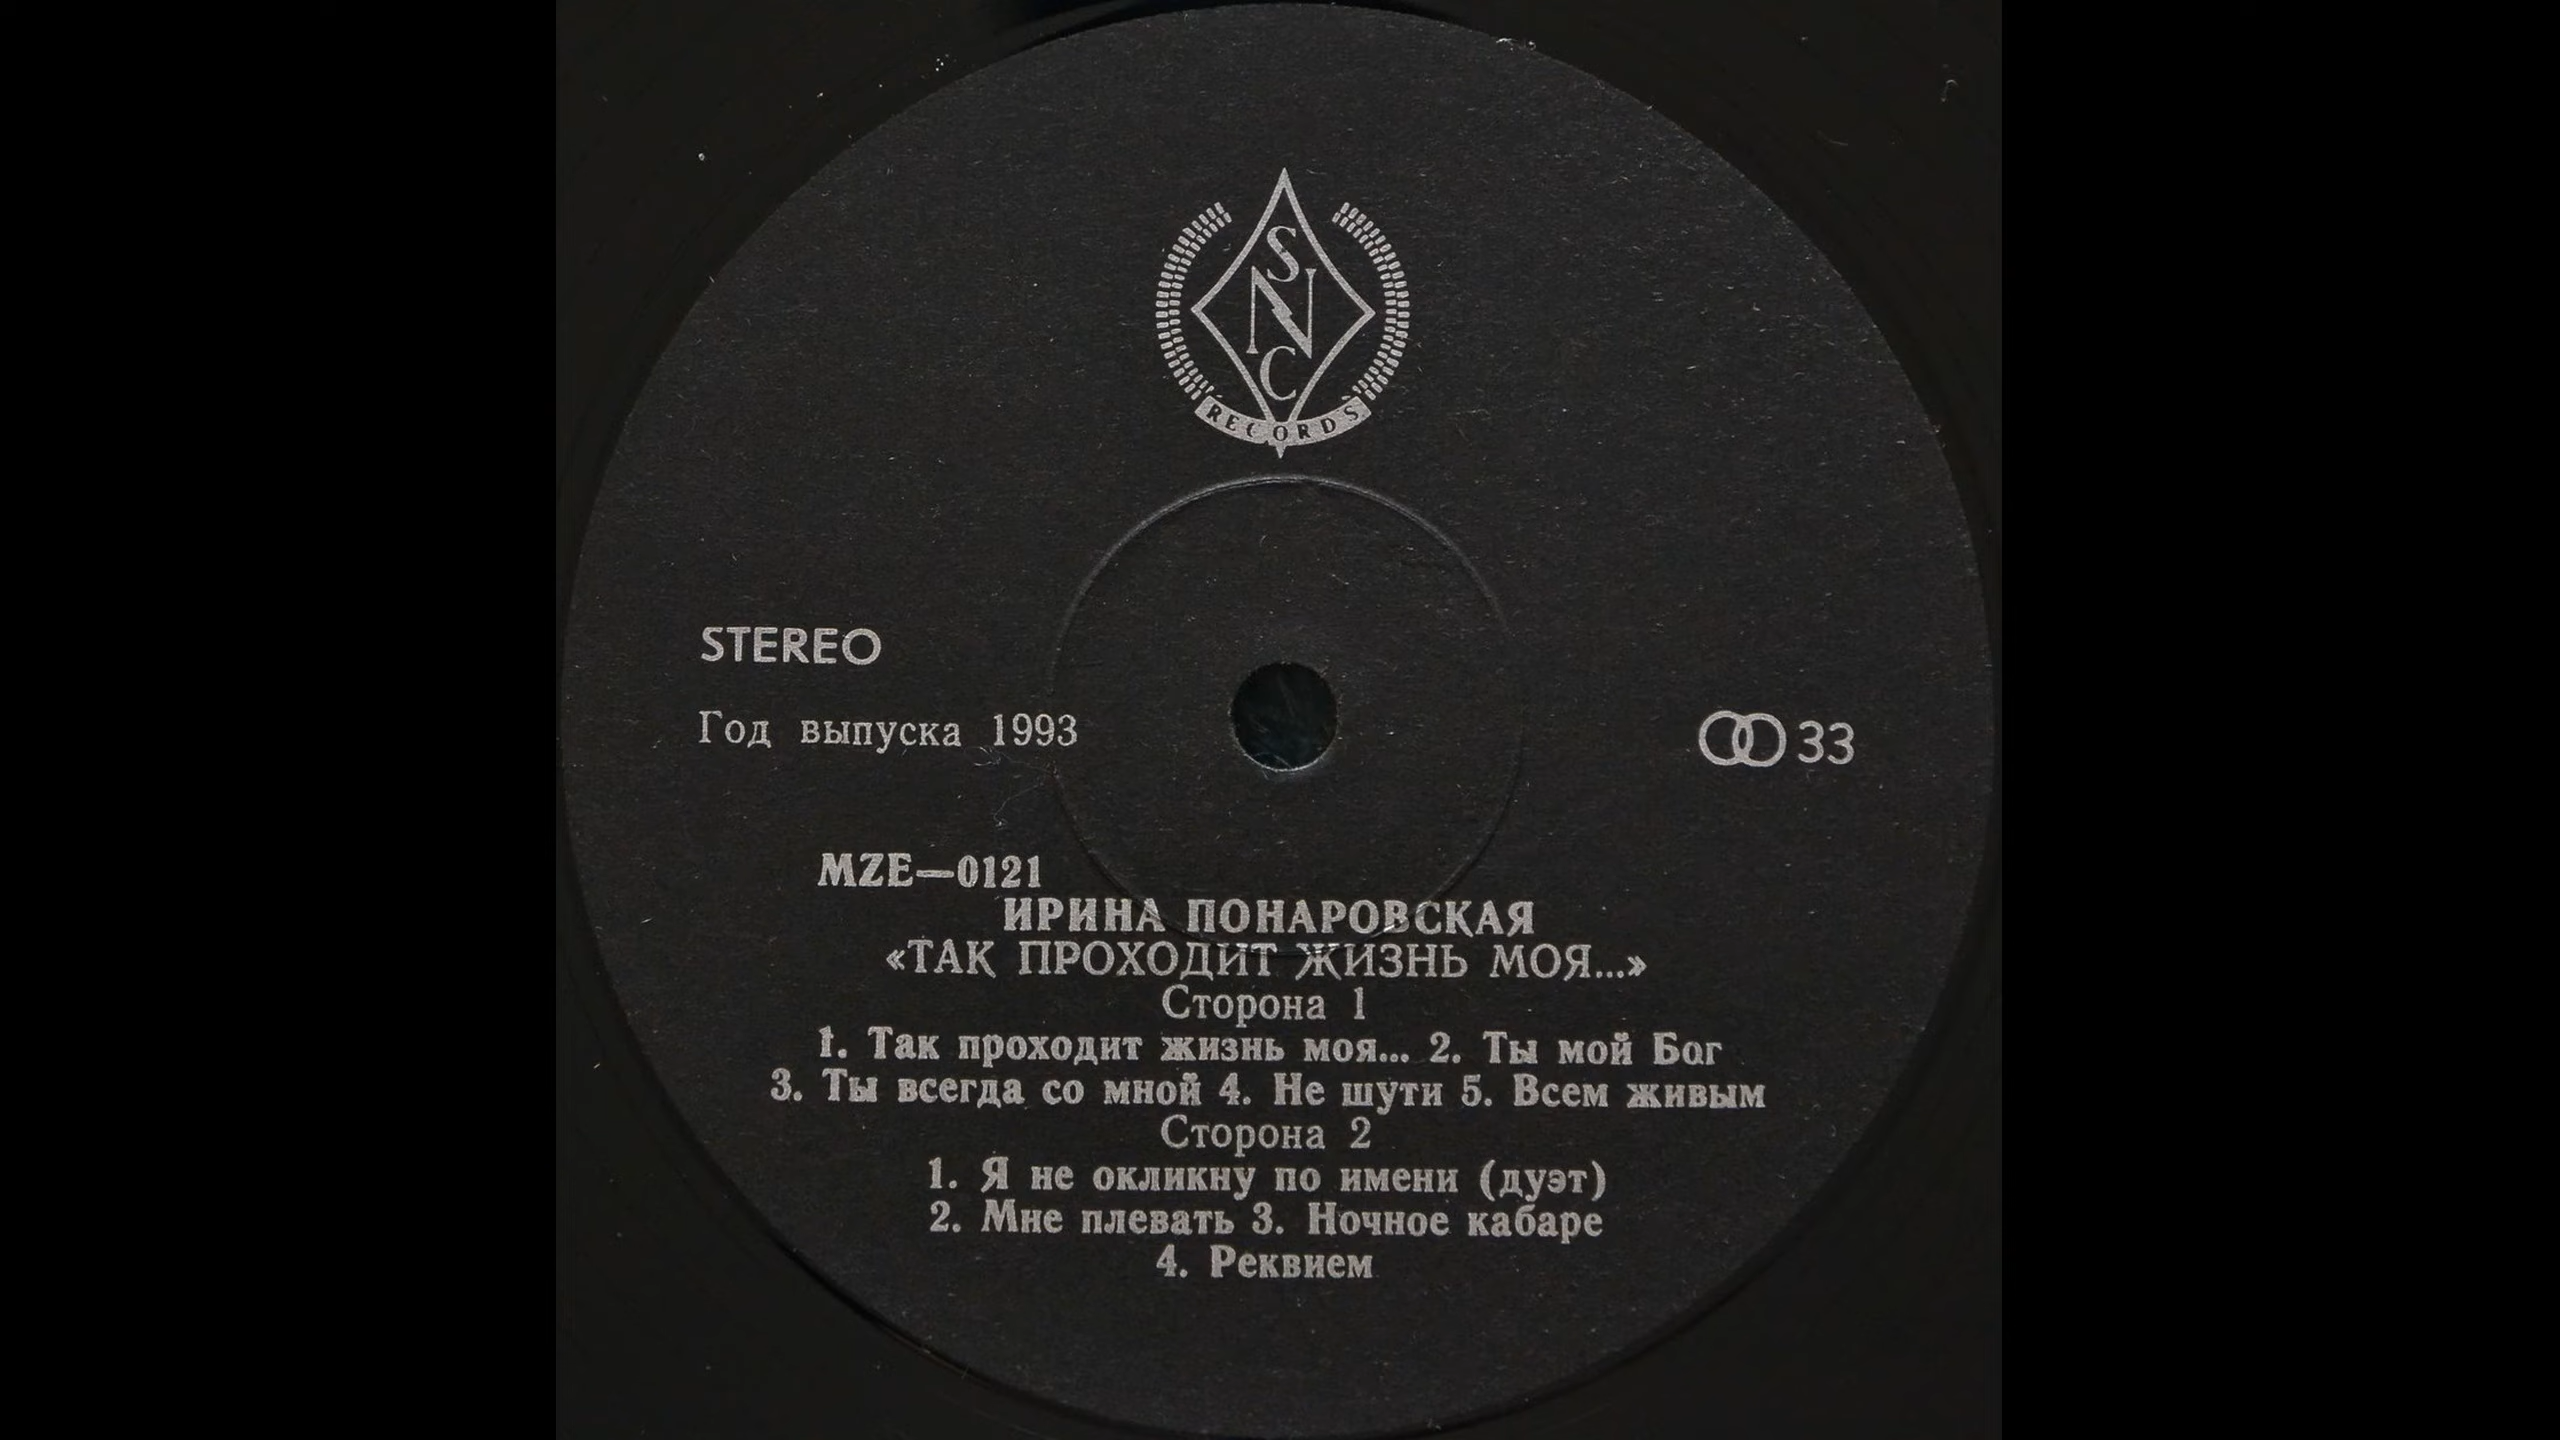 S
N
C
RECORDS
STEREO
Год выпуска 1993
33
MZE—0121
ИРИНА ПОНАРОВСКАЯ
«ТАК ПРОХОДИТ ЖИЗНЬ МОЯ...»
Сторона 1
1. Так проходит жизнь моя... 2. Ты мой Бог
3. Ты всегда со мной 4. Не шути 5. Всем живым
Сторона 2
1. Я не окликну по имени (дуэт)
2. Мне плевать 3. Ночное кабаре
4. Реквием